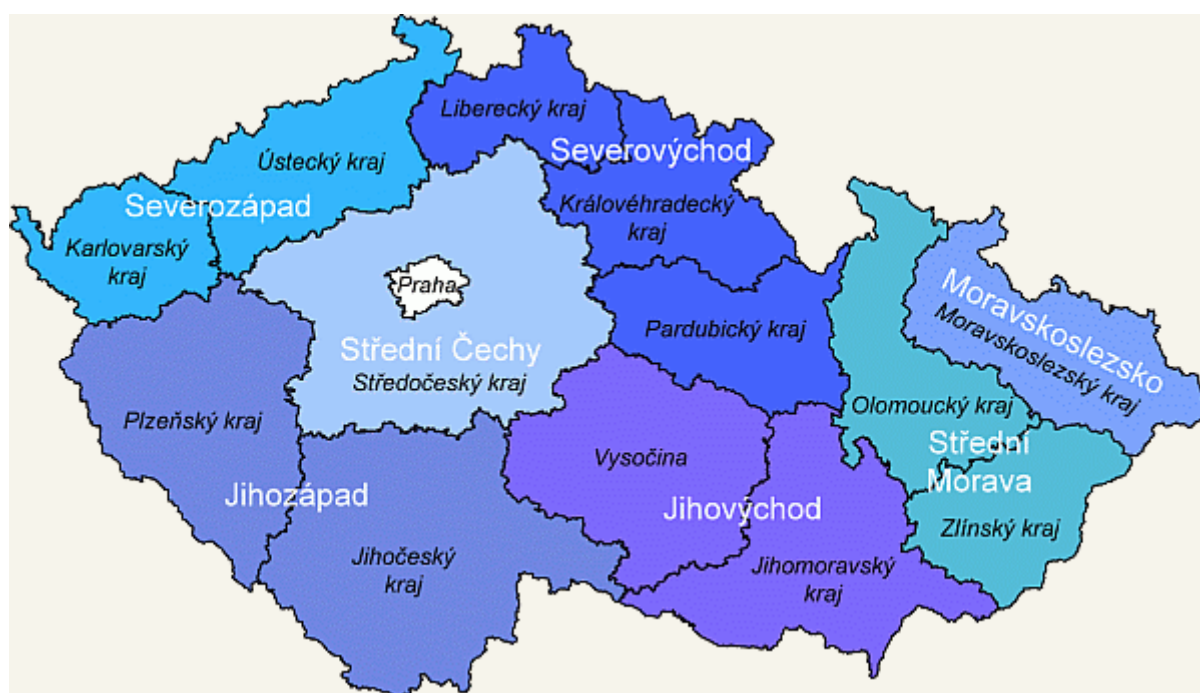 Liberecký kraj
Severovýchod
Ústecký kraj
Severozápad
Karlovarský
kraj
Královéhradecký
kraj
Praha
Pardubický kraj
Střední Čechy
Středočeský kraj
Moravskoslezsko
Moravskoslezský kraj
Plzeňský kraj
Olomoucký kraj
Vysočina
Střední
Morava
Jihozápad
Jihovýchod
Zlínský kraj
Jihočeský
kraj
Jihomoravský
kraj